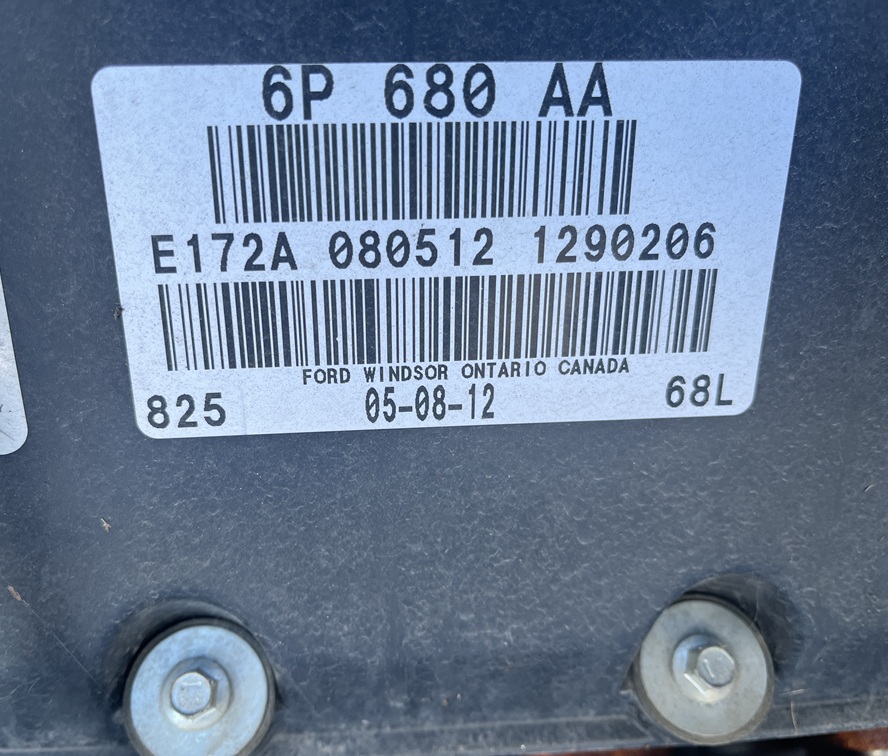 6P 680 AA
E172A 080512 1290206
FORD WINDSOR ONTARIO CANADA
825 05-08-12 68L